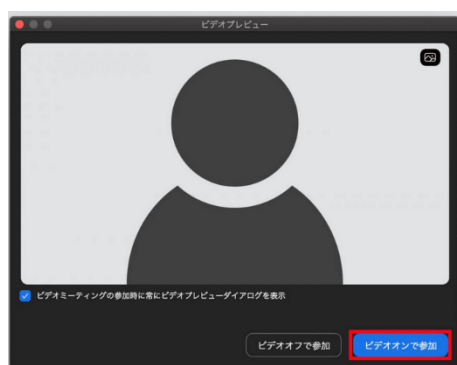 ビデオプレビュー
ビデオミーティングの参加時に常にビデオプレビューダイアログを表示
ビデオオフで参加
ビデオオンで参加